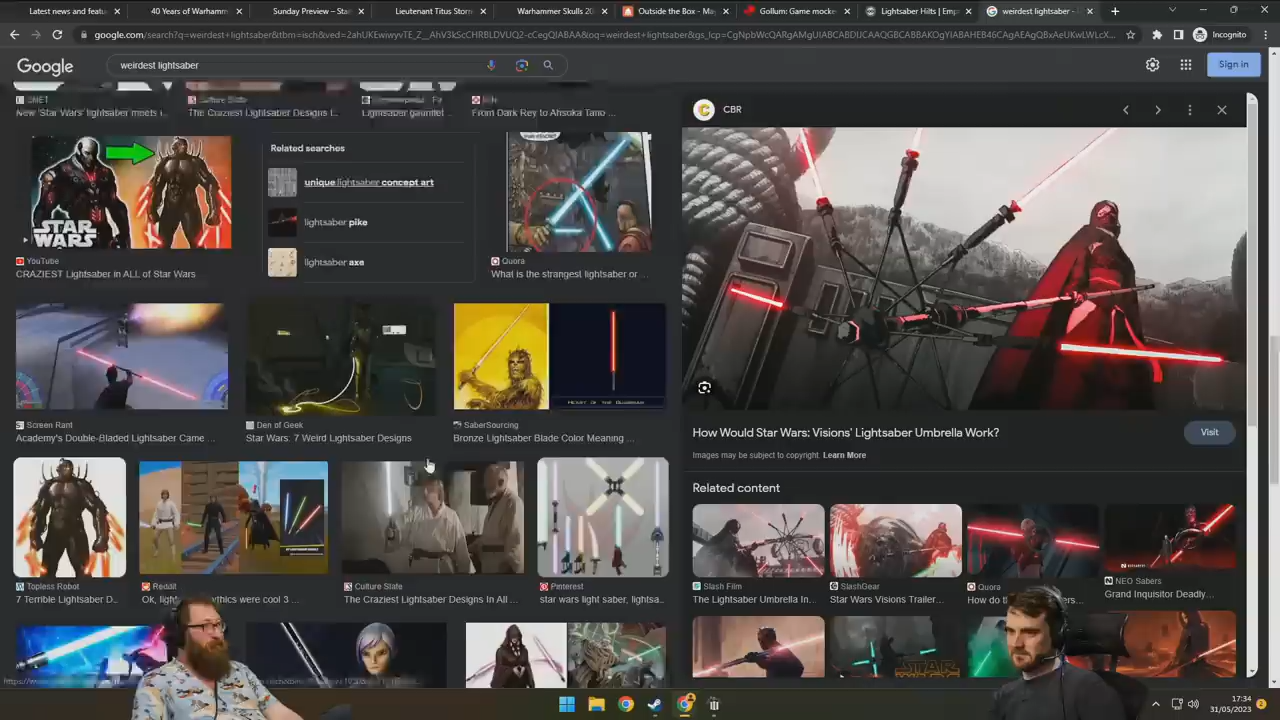 Latest news and featu
40 Years of Warhamm
Sunday Preview – Sta
Lieutenant Titus Storm
Warhammer Skulls 20
Outside the Box - Ma
Gollum: Game mocke
Lightsaber Hilts | Emp
weirdest lightsaber -
Incognito
Google
weirdest lightsaber
Sign in
New 'Star Wars' lightsaber meets i
The Craziest Lightsaber Designs I...
From Dark Rey to Ahsoka Tano ...
CBR
Related searches
unique lightsaber concept art
lightsaber pike
lightsaber axe
STAR WARS
YouTube
CRAZIEST Lightsaber in ALL of Star Wars
Quora
What is the strangest lightsaber or ...
Screen Rant
Academy's Double-Bladed Lightsaber Came ...
Den of Geek
Star Wars: 7 Weird Lightsaber Designs
SaberSourcing
Bronze Lightsaber Blade Color Meaning ...
How Would Star Wars: Visions' Lightsaber Umbrella Work?
Visit
Images may be subject to copyright. Learn More
Related content
Topless Robot
7 Terrible Lightsaber D...
Reddit
Culture Slate
The Craziest Lightsaber Designs In All ...
Pinterest
star wars light saber, lightsa...
Slash Film
The Lightsaber Umbrella In...
SlashGear
Star Wars Visions Trailer...
Quora
NEO Sabers
Grand Inquisitor Deadly...
17:34
31/05/2023